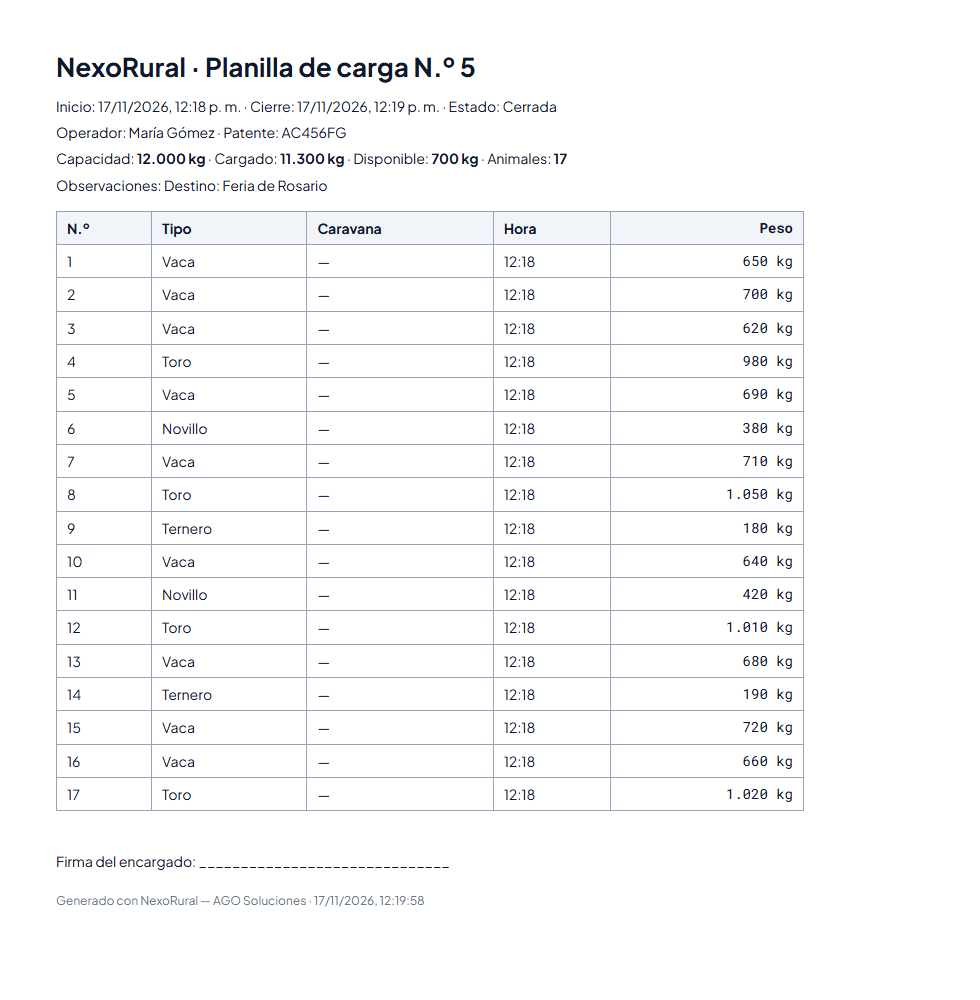 NexoRural · Planilla de carga N.º 5
Inicio: 17/11/2026, 12:18 p. m. · Cierre: 17/11/2026, 12:19 p. m. · Estado: Cerrada
Operador: María Gómez · Patente: AC456FG
Capacidad: 12.000 kg · Cargado: 11.300 kg · Disponible: 700 kg · Animales: 17
Observaciones: Destino: Feria de Rosario
N.º Tipo Caravana Hora Peso
1 Vaca — 12:18 650 kg
2 Vaca — 12:18 700 kg
3 Vaca — 12:18 620 kg
4 Toro — 12:18 980 kg
5 Vaca — 12:18 690 kg
6 Novillo — 12:18 380 kg
7 Vaca — 12:18 710 kg
8 Toro — 12:18 1.050 kg
9 Ternero — 12:18 180 kg
10 Vaca — 12:18 640 kg
11 Novillo — 12:18 420 kg
12 Toro — 12:18 1.010 kg
13 Vaca — 12:18 680 kg
14 Ternero — 12:18 190 kg
15 Vaca — 12:18 720 kg
16 Vaca — 12:18 660 kg
17 Toro — 12:18 1.020 kg
Firma del encargado: ______________________________
Generado con NexoRural — AGO Soluciones · 17/11/2026, 12:19:58